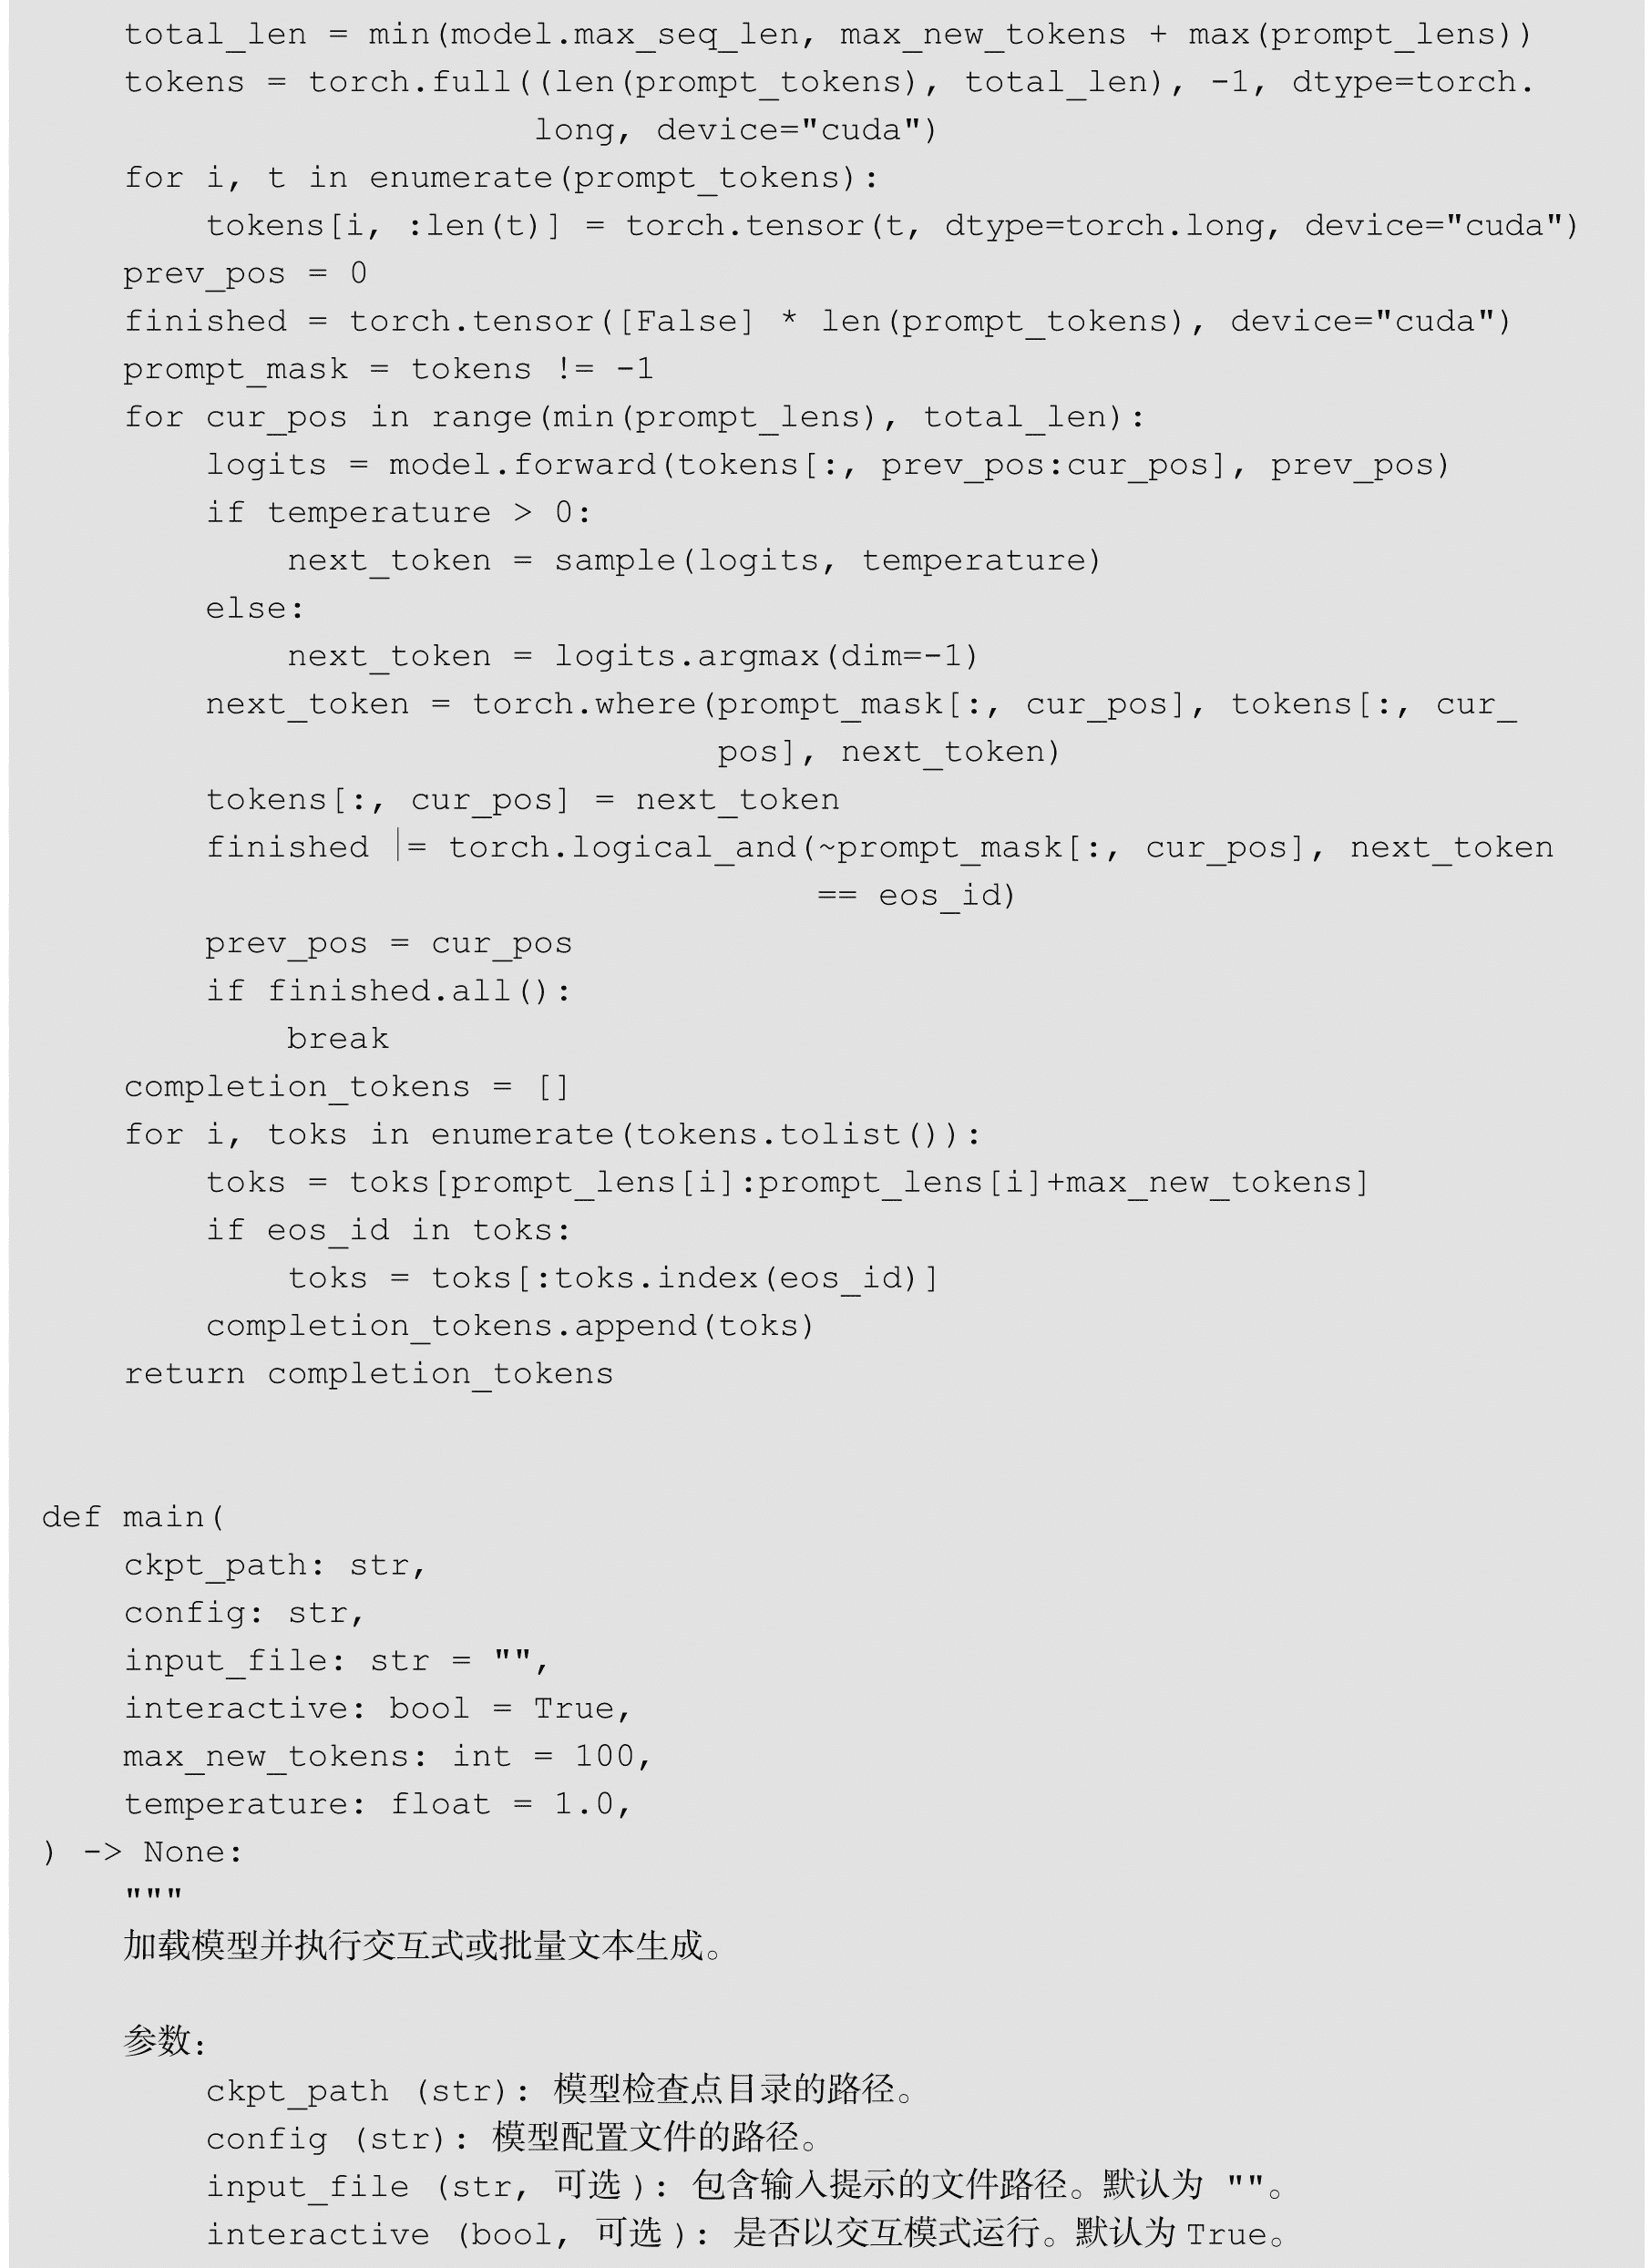 total_len = min(model.max_seq_len, max_new_tokens + max(prompt_lens))
tokens = torch.full((len(prompt_tokens), total_len), -1, dtype=torch.
long, device="cuda")
for i, t in enumerate(prompt_tokens):
tokens[i, :len(t)] = torch.tensor(t, dtype=torch.long, device="cuda")
prev_pos = 0
finished = torch.tensor([False] * len(prompt_tokens), device="cuda")
prompt_mask = tokens != -1
for cur_pos in range(min(prompt_lens), total_len):
logits = model.forward(tokens[:, prev_pos:cur_pos], prev_pos)
if temperature > 0:
next_token = sample(logits, temperature)
else:
next_token = logits.argmax(dim=-1)
next_token = torch.where(prompt_mask[:, cur_pos], tokens[:, cur_
pos], next_token)
tokens[:, cur_pos] = next_token
finished |= torch.logical_and(~prompt_mask[:, cur_pos], next_token
== eos_id)
prev_pos = cur_pos
if finished.all():
break
completion_tokens = []
for i, toks in enumerate(tokens.tolist()):
toks = toks[prompt_lens[i]:prompt_lens[i]+max_new_tokens]
if eos_id in toks:
toks = toks[:toks.index(eos_id)]
completion_tokens.append(toks)
return completion_tokens
def main(
ckpt_path: str,
config: str,
input_file: str = "",
interactive: bool = True,
max_new_tokens: int = 100,
temperature: float = 1.0,
) -> None:
"""
加载模型并执行交互式或批量文本生成。
参数:
ckpt_path (str): 模型检查点目录的路径。
config (str): 模型配置文件的路径。
input_file (str, 可选): 包含输入提示的文件路径。默认为 ""。
interactive (bool, 可选): 是否以交互模式运行。默认为True。